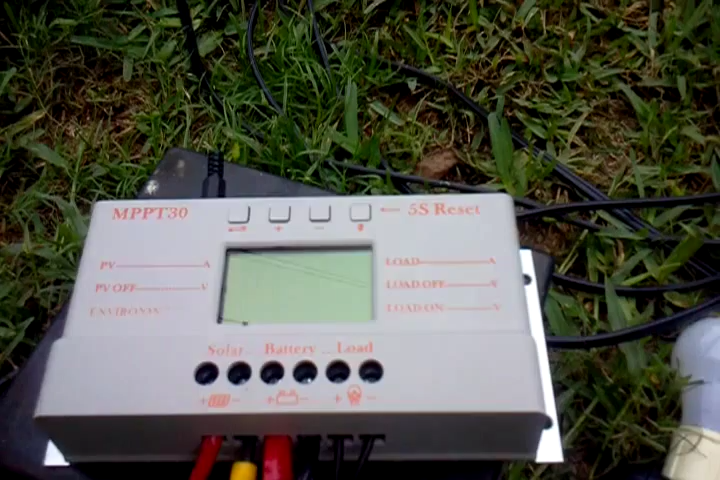 MPPT30
5S Reset
+ −
PV A
PV OFF V
LOAD A
LOAD OFF V
LOAD ON V
Solar Battery Load
+ − + − + −